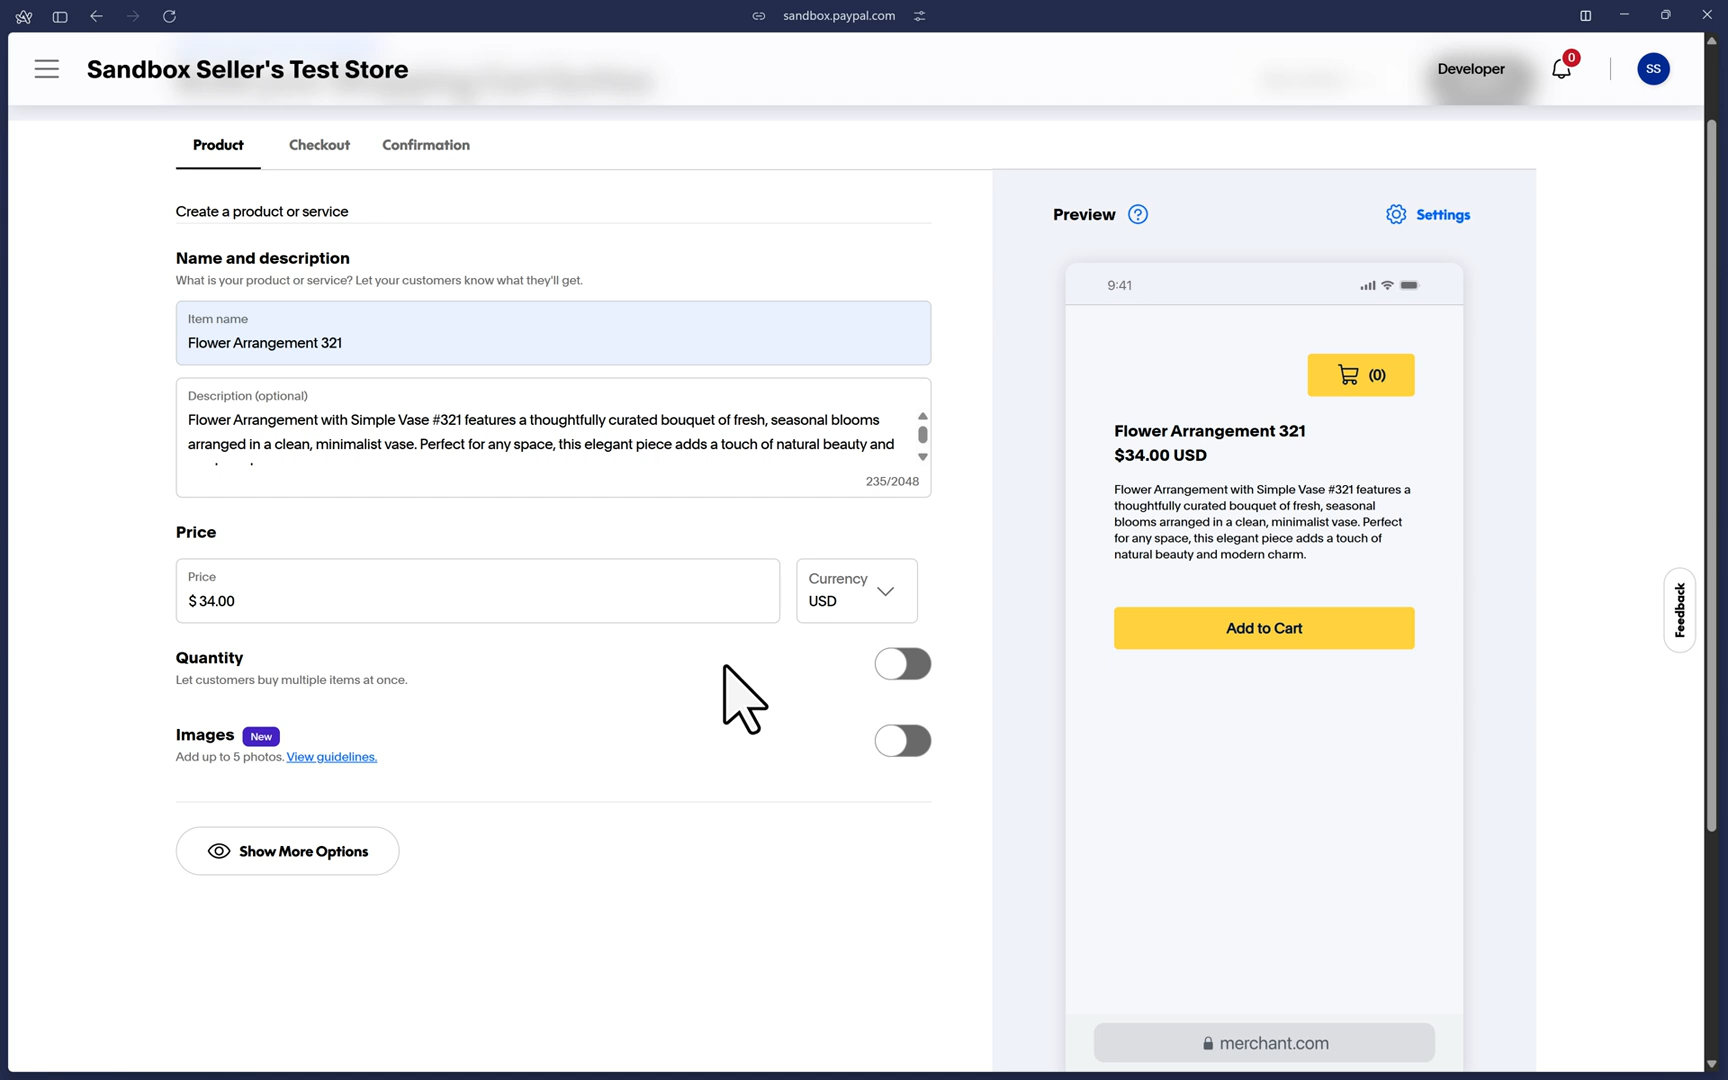 sandbox.paypal.com
Sandbox Seller's Test Store
Developer
0
SS
Product
Checkout
Confirmation
Create a product or service
Name and description
What is your product or service? Let your customers know what they'll get.
Item name
Flower Arrangement 321
Description (optional)
Flower Arrangement with Simple Vase #321 features a thoughtfully curated bouquet of fresh, seasonal blooms
arranged in a clean, minimalist vase. Perfect for any space, this elegant piece adds a touch of natural beauty and
235/2048
Price
Price
$ 34.00
Currency
USD
Quantity
Let customers buy multiple items at once.
Images New
Add up to 5 photos. View guidelines.
Show More Options
Preview ?
Settings
9:41
(0)
Flower Arrangement 321
$34.00 USD
Flower Arrangement with Simple Vase #321 features a
thoughtfully curated bouquet of fresh, seasonal
blooms arranged in a clean, minimalist vase. Perfect
for any space, this elegant piece adds a touch of
natural beauty and modern charm.
Add to Cart
merchant.com
Feedback